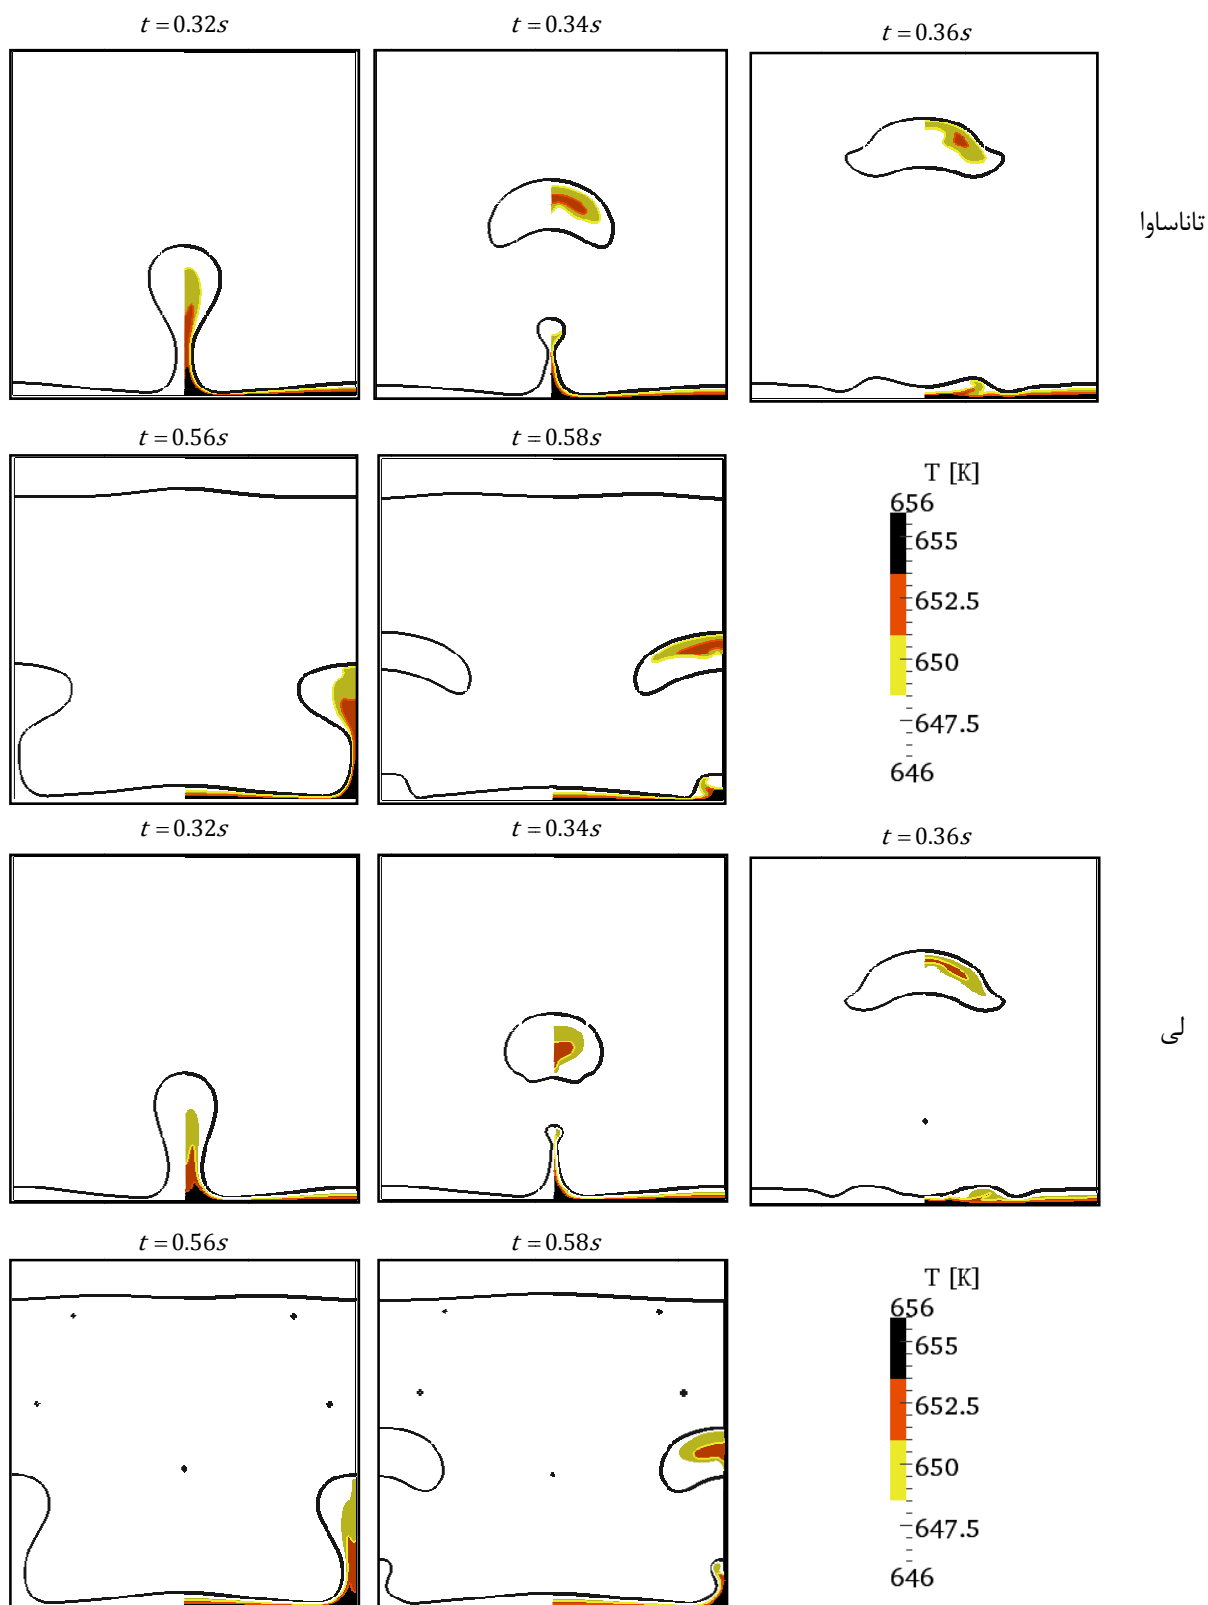 t = 0.32s
t = 0.34s
t = 0.36s
تاناساوا
t = 0.56s
t = 0.58s
T [K]
656
655
652.5
650
647.5
646
t = 0.32s
t = 0.34s
t = 0.36s
لی
t = 0.56s
t = 0.58s
T [K]
656
655
652.5
650
647.5
646